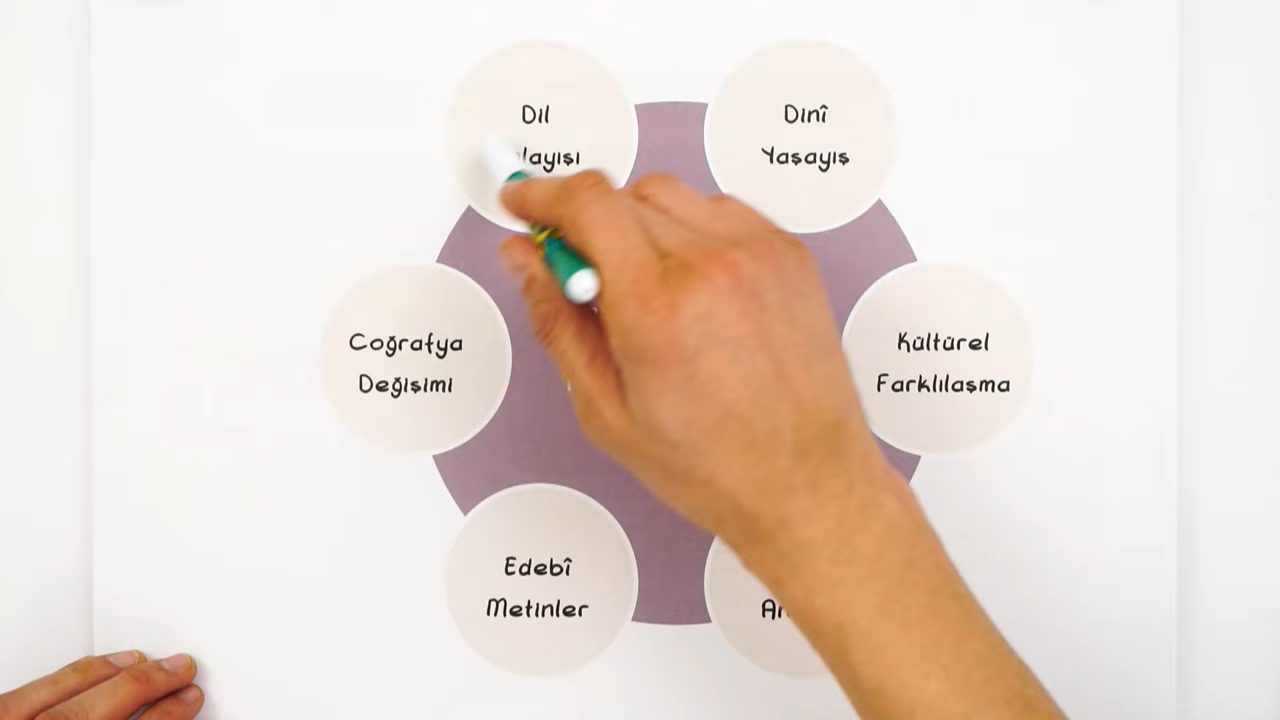 Dil
Dinî
Yaşayış
Coğrafya
Değişimi
Kültürel
Farklılaşma
Edebî
Metinler